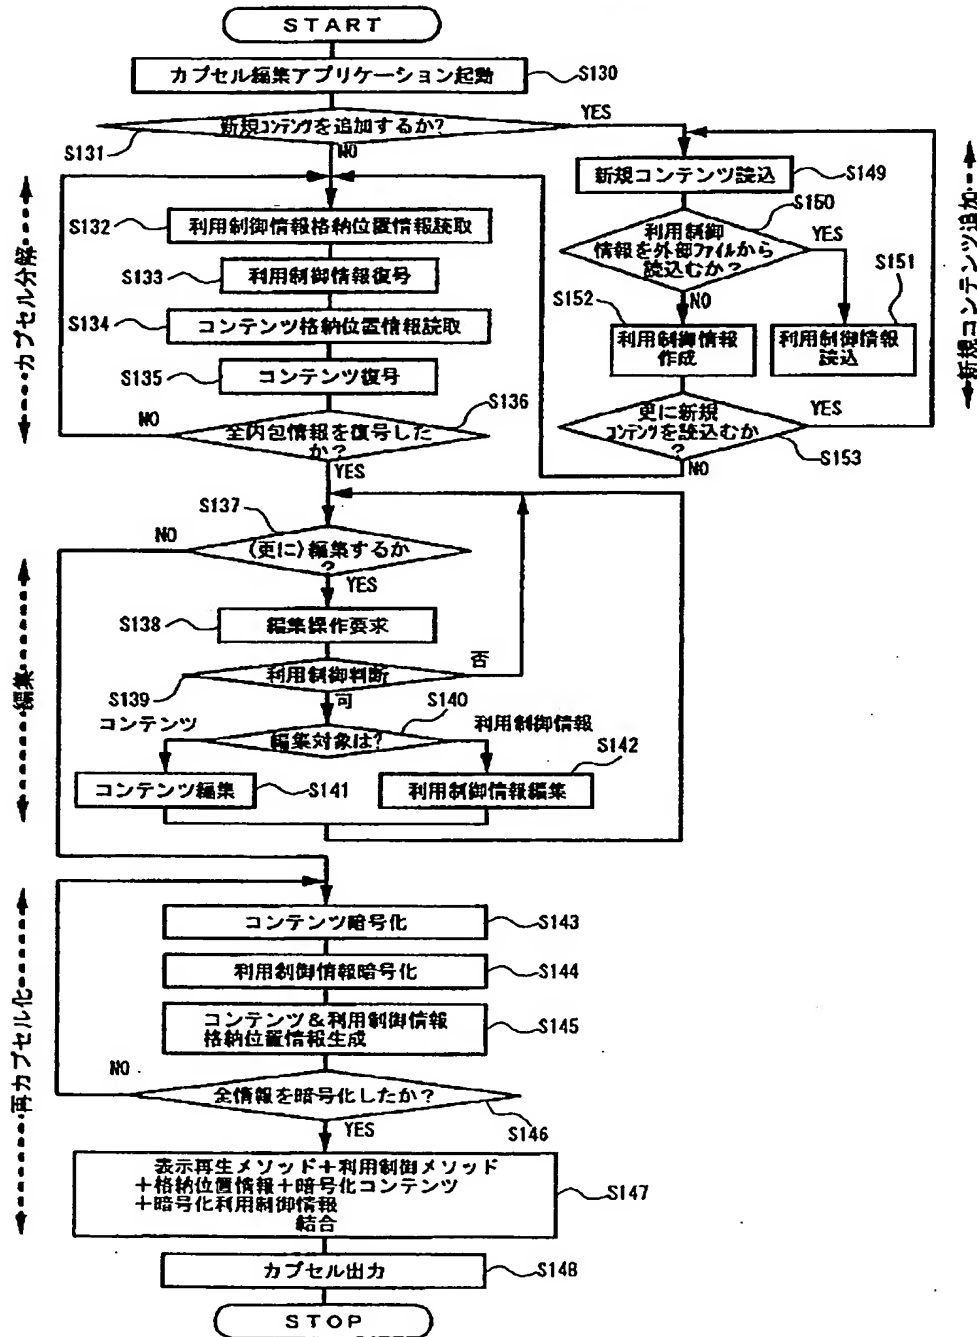 START
カプセル編集アプリケーション起動
S130
新規コンテンツを追加するか?
YES
S131
NO
新規コンテンツ読込
S149
S150
利用制御
情報を外部ファイルから
読込むか?
YES
S151
S152
NO
利用制御情報
作成
利用制御情報
読込
更に新規
コンテンツを読込むか
?
YES
NO
S153
新規コンテンツ追加
カプセル分解
S132
利用制御情報格納位置情報読取
S133
利用制御情報復号
S134
コンテンツ格納位置情報読取
S135
コンテンツ復号
S136
NO
全内包情報を復号した
か?
YES
編集
S137
NO
(更に)編集するか
?
YES
S138
編集操作要求
利用制御判断
否
S139
可
S140
コンテンツ
編集対象は?
利用制御情報
S142
コンテンツ編集
S141
利用制御情報編集
再カプセル化
コンテンツ暗号化
S143
利用制御情報暗号化
S144
コンテンツ&利用制御情報
格納位置情報生成
S145
NO
全情報を暗号化したか?
S146
YES
表示再生メソッド+利用制御メソッド
+格納位置情報+暗号化コンテンツ
+暗号化利用制御情報
結合
S147
カプセル出力
S148
STOP